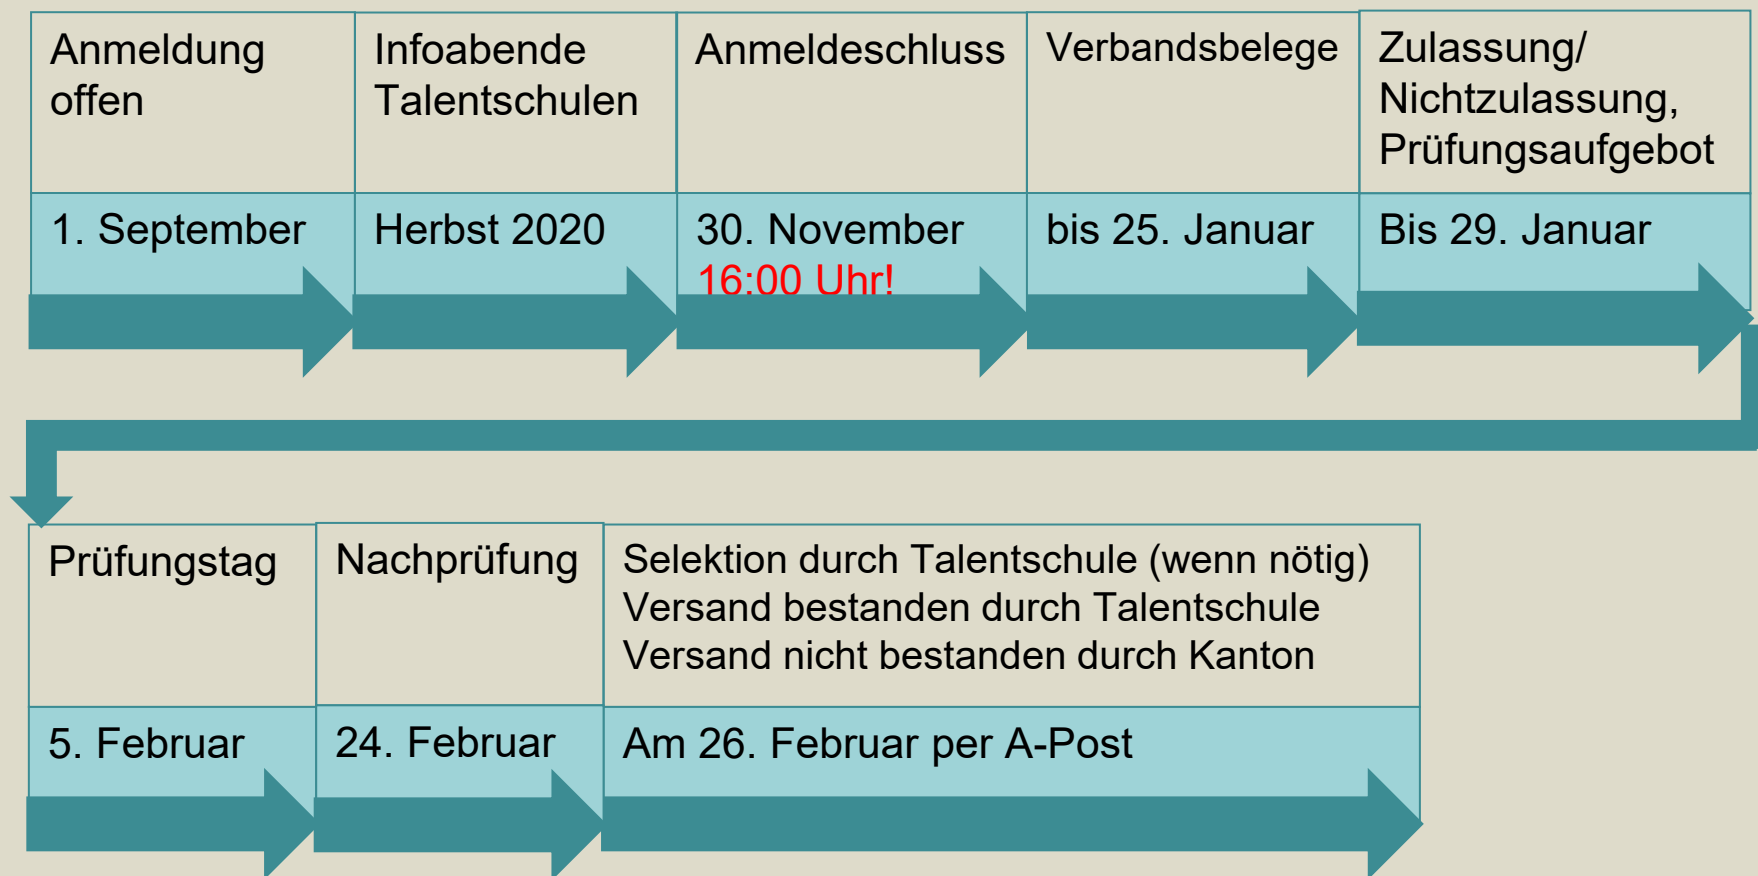 Anmeldung
offen
Infoabende
Talentschulen
Anmeldeschluss
Verbandsbelege
Zulassung/
Nichtzulassung,
Prüfungsaufgebot
1. September
Herbst 2020
30. November
16:00 Uhr!
bis 25. Januar
Bis 29. Januar
Prüfungstag
Nachprüfung
Selektion durch Talentschule (wenn nötig)
Versand bestanden durch Talentschule
Versand nicht bestanden durch Kanton
5. Februar
24. Februar
Am 26. Februar per A-Post